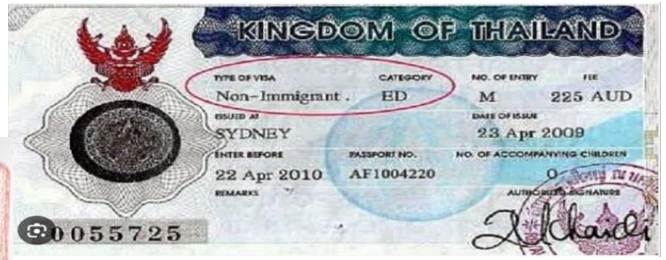 KINGDOM OF THAILAND
TYPE OF VISA CATEGORY NO. OF ENTRY FEE
Non-Immigrant . ED M 225 AUD
ISSUED AT DATE OF ISSUE
SYDNEY 23 Apr 2009
ENTER BEFORE PASSPORT NO. NO. OF ACCOMPANYING CHILDREN
22 Apr 2010 AF1004220 0
REMARKS AUTHORIZED SIGNATURE
0055725